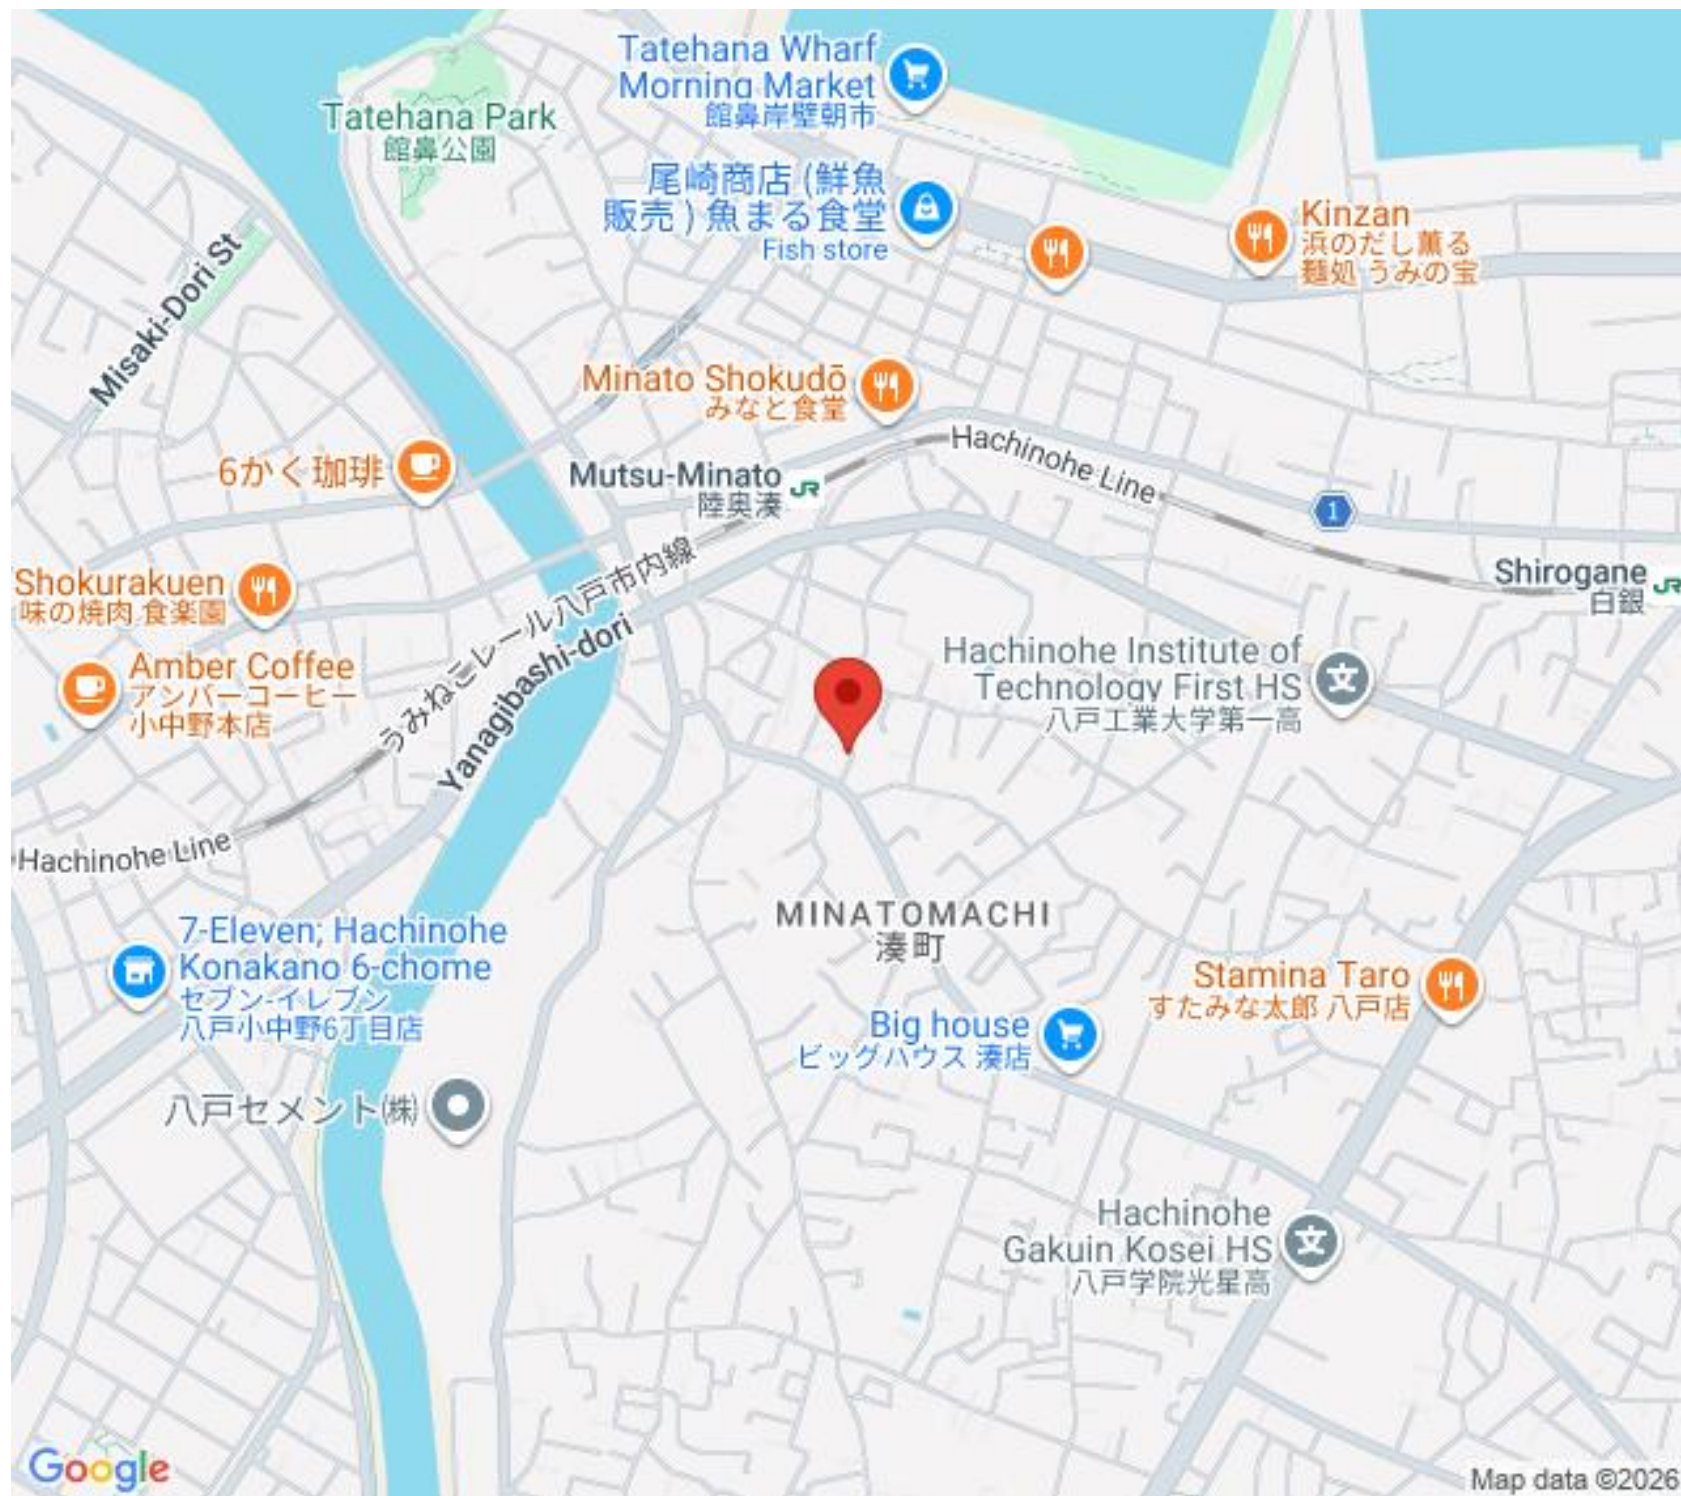 Tatehana Wharf
Morning Market
館鼻岸壁朝市
Tatehana Park
館鼻公園
尾崎商店 (鮮魚
販売 ) 魚まる食堂
Fish store
Kinzan
浜のだし薫る
麺処 うみの宝
Misaki-Dori St
Minato Shokudō
みなと食堂
Hachinohe Line
6かく珈琲
Mutsu-Minato
陸奥湊
JR
1
Shirogane
白銀
JR
Shokurakuen
味の焼肉 食楽園
うみねこレール八戸市内線
Yanagibashi-dori
Amber Coffee
アンバーコーヒー
小中野本店
Hachinohe Institute of
Technology First HS
八戸工業大学第一高
文
Hachinohe Line
MINATOMACHI
湊町
7-Eleven; Hachinohe
Konakano 6-chome
セブン-イレブン
八戸小中野6丁目店
Stamina Taro
すたみな太郎 八戸店
Big house
ビッグハウス 湊店
八戸セメント㈱
Hachinohe
Gakuin Kosei HS
八戸学院光星高
文
Google
Map data ©2026